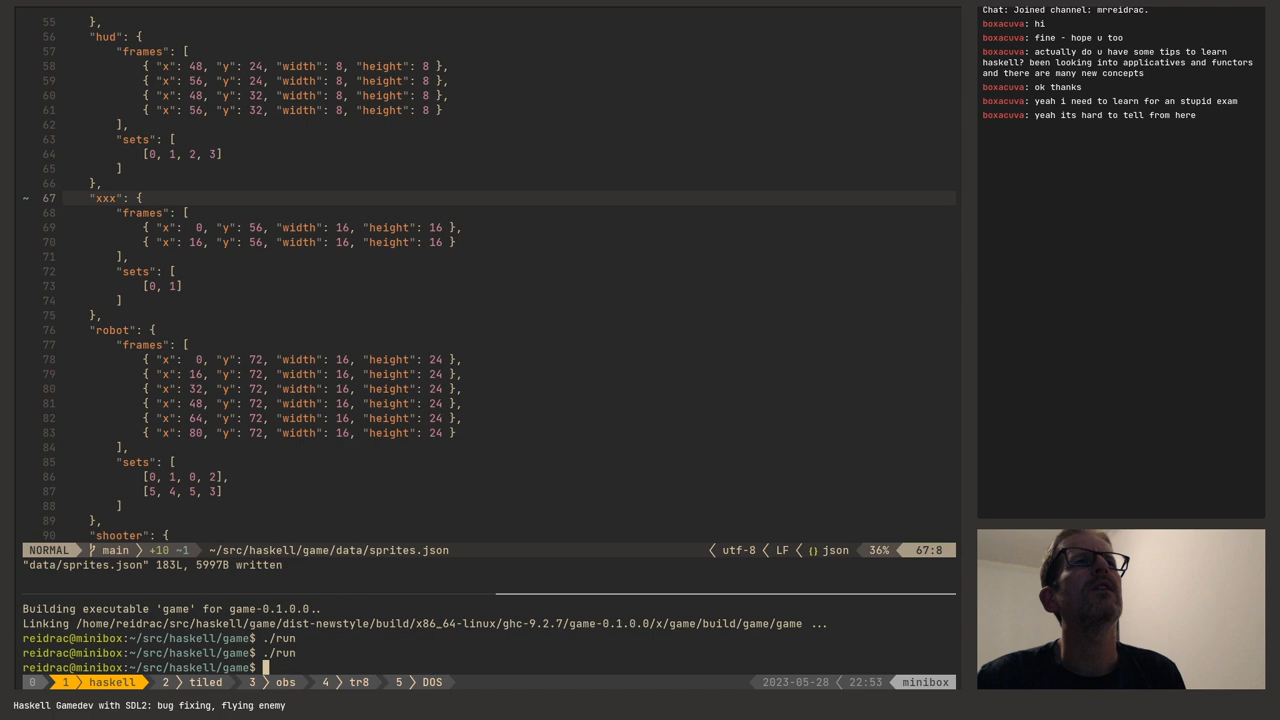 55     },
56     "hud": {
57         "frames": [
58             { "x": 48, "y": 24, "width": 8, "height": 8 },
59             { "x": 56, "y": 24, "width": 8, "height": 8 },
60             { "x": 48, "y": 32, "width": 8, "height": 8 },
61             { "x": 56, "y": 32, "width": 8, "height": 8 }
62         ],
63         "sets": [
64             [0, 1, 2, 3]
65         ]
66     },
~ 67     "xxx": {
68         "frames": [
69             { "x":  0, "y": 56, "width": 16, "height": 16 },
70             { "x": 16, "y": 56, "width": 16, "height": 16 }
71         ],
72         "sets": [
73             [0, 1]
74         ]
75     },
76     "robot": {
77         "frames": [
78             { "x":  0, "y": 72, "width": 16, "height": 24 },
79             { "x": 16, "y": 72, "width": 16, "height": 24 },
80             { "x": 32, "y": 72, "width": 16, "height": 24 },
81             { "x": 48, "y": 72, "width": 16, "height": 24 },
82             { "x": 64, "y": 72, "width": 16, "height": 24 },
83             { "x": 80, "y": 72, "width": 16, "height": 24 }
84         ],
85         "sets": [
86             [0, 1, 0, 2],
87             [5, 4, 5, 3]
88         ]
89     },
90     "shooter": {
NORMAL main +10 ~1 ~/src/haskell/game/data/sprites.json utf-8 LF {} json 36% 67:8
"data/sprites.json" 183L, 5997B written
Building executable 'game' for game-0.1.0.0..
Linking /home/reidrac/src/haskell/game/dist-newstyle/build/x86_64-linux/ghc-9.2.7/game-0.1.0.0/x/game/build/game/game ...
reidrac@minibox:~/src/haskell/game$ ./run
reidrac@minibox:~/src/haskell/game$ ./run
reidrac@minibox:~/src/haskell/game$
0 1 haskell 2 tiled 3 obs 4 tr8 5 DOS 2023-05-28 22:53 minibox
Haskell Gamedev with SDL2: bug fixing, flying enemy
Chat: Joined channel: mrreidrac.
boxacuva: hi
boxacuva: fine - hope u too
boxacuva: actually do u have some tips to learn
haskell? been looking into applicatives and functors
and there are many new concepts
boxacuva: ok thanks
boxacuva: yeah i need to learn for an stupid exam
boxacuva: yeah its hard to tell from here